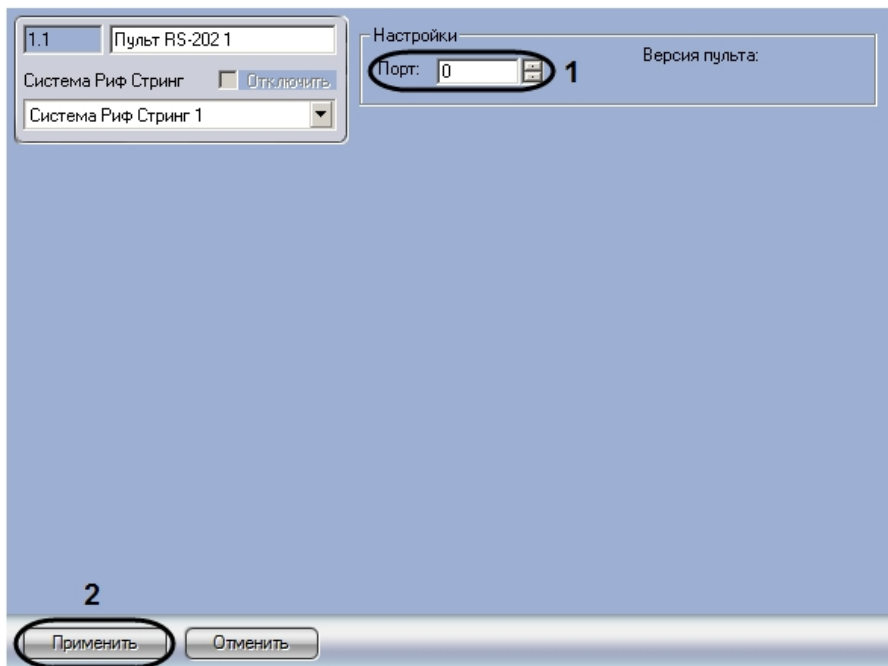 1.1 Пульт RS-202 1
Система Риф Стринг Отключить
Система Риф Стринг 1
Настройки
Порт: 0 1
Версия пульта:
2
Применить Отменить